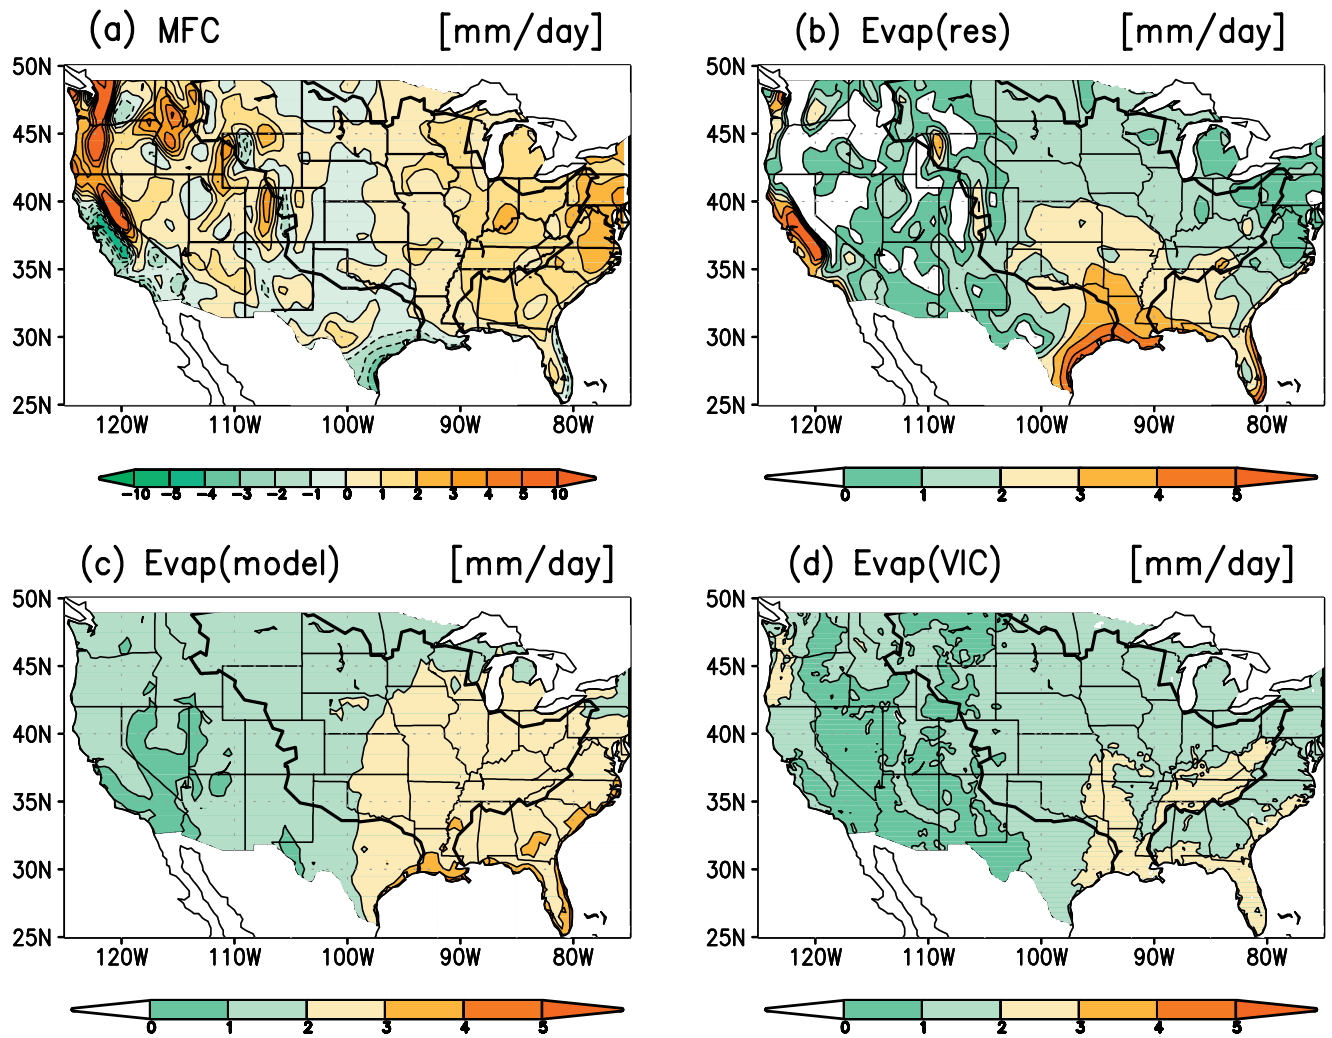 (a) MFC [mm/day]
(b) Evap(res) [mm/day]
50N
45N
40N
35N
30N
25N
120W 110W 100W 90W 80W
-10 -5 -4 -3 -2 -1 0 1 2 3 4 5 10
50N
45N
40N
35N
30N
25N
120W 110W 100W 90W 80W
0 1 2 3 4 5
(c) Evap(model) [mm/day]
(d) Evap(VIC) [mm/day]
50N
45N
40N
35N
30N
25N
120W 110W 100W 90W 80W
0 1 2 3 4 5
50N
45N
40N
35N
30N
25N
120W 110W 100W 90W 80W
0 1 2 3 4 5